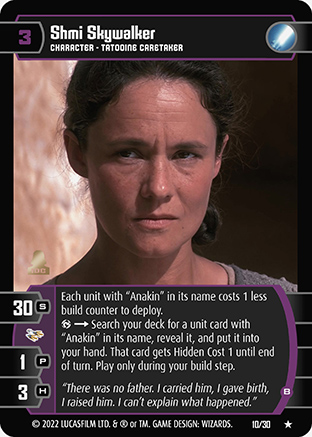 3 Shmi Skywalker
CHARACTER - TATOOINE CARETAKER
30 S
1 P
3 H
Each unit with "Anakin" in its name costs 1 less
build counter to deploy.
→ Search your deck for a unit card with
"Anakin" in its name, reveal it, and put it into
your hand. That card gets Hidden Cost 1 until end
of turn. Play only during your build step.
"There was no father. I carried him, I gave birth,
I raised him. I can't explain what happened."
B
© 2022 LUCASFILM LTD. & ® or TM. GAME DESIGN: WIZARDS. 10/30 ★